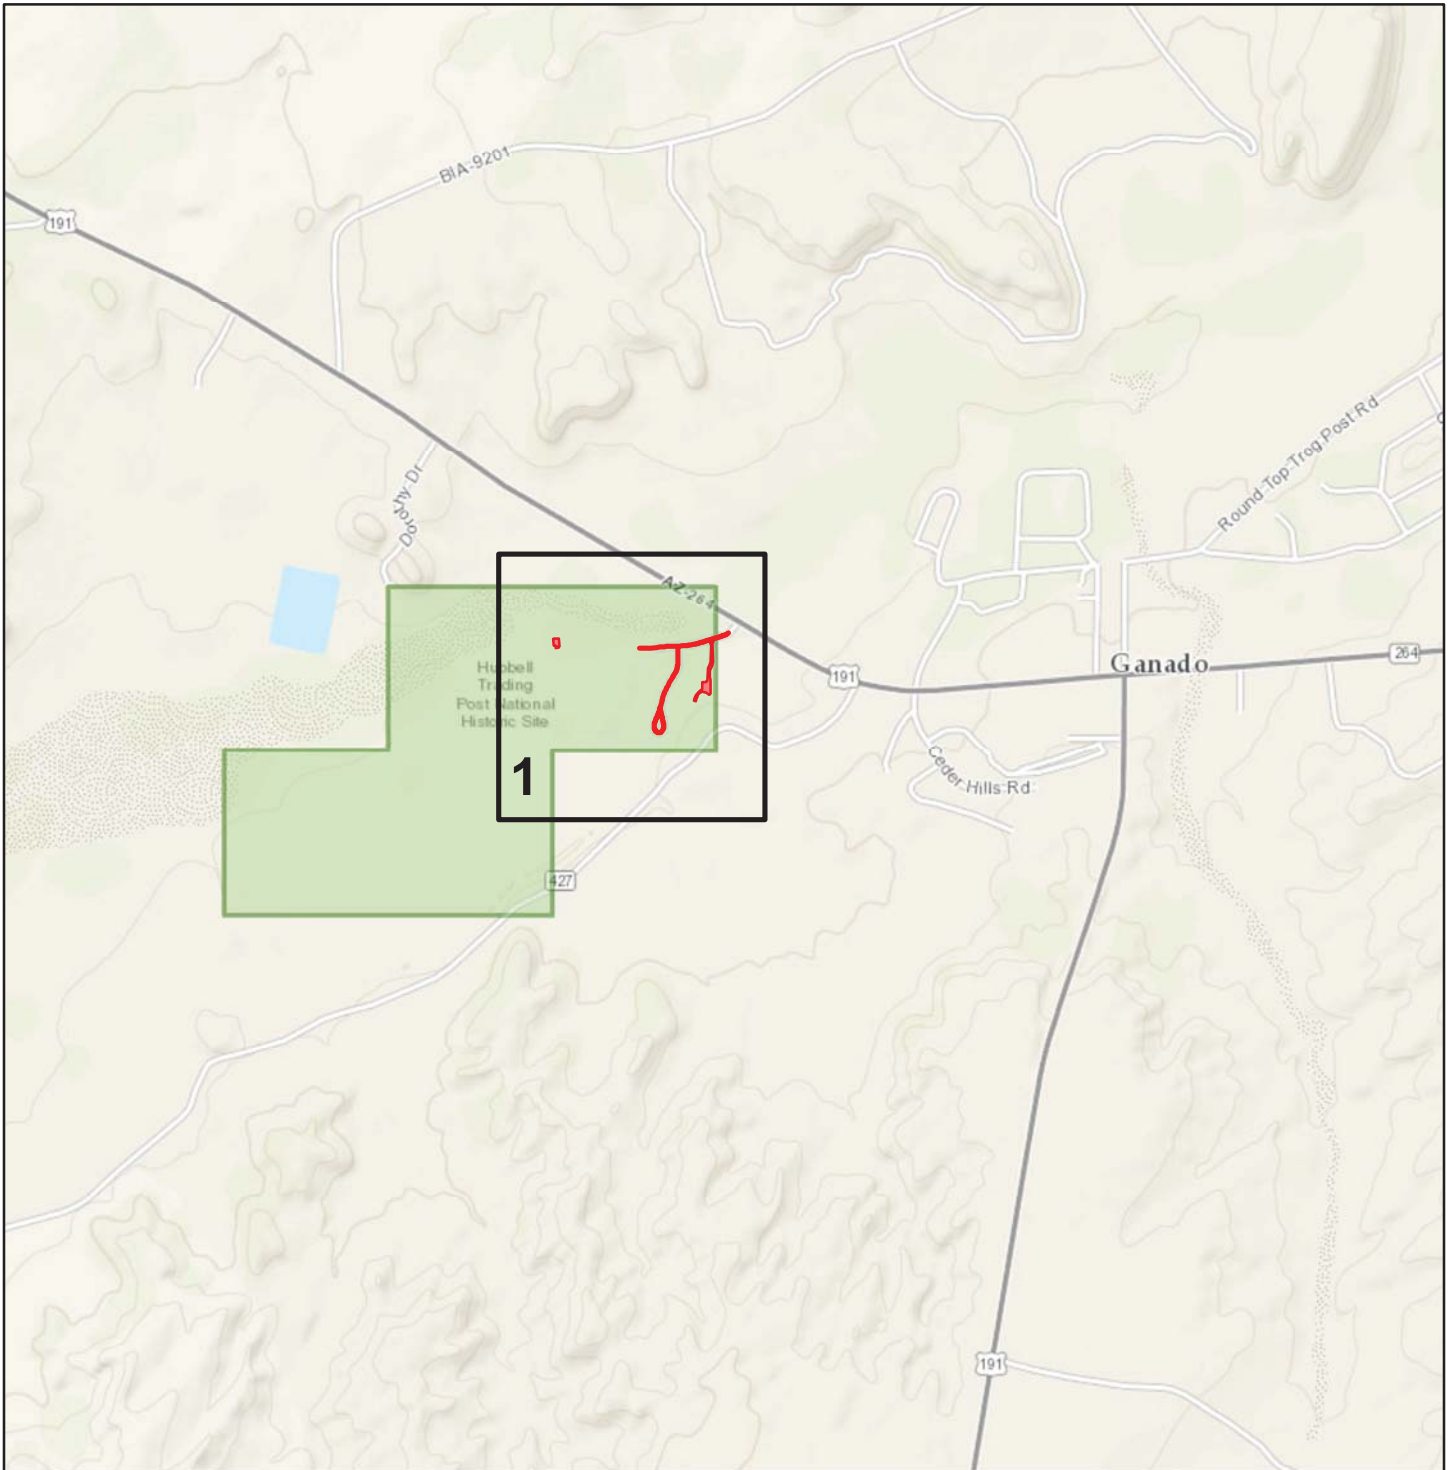 BIA-9201
191
Round Top-Trog Post Rd
Dorothy Dr
AZ-264
Hubbell
Trading
Post National
Historic Site
191
Ganado
264
1
Ceder Hills Rd
427
191